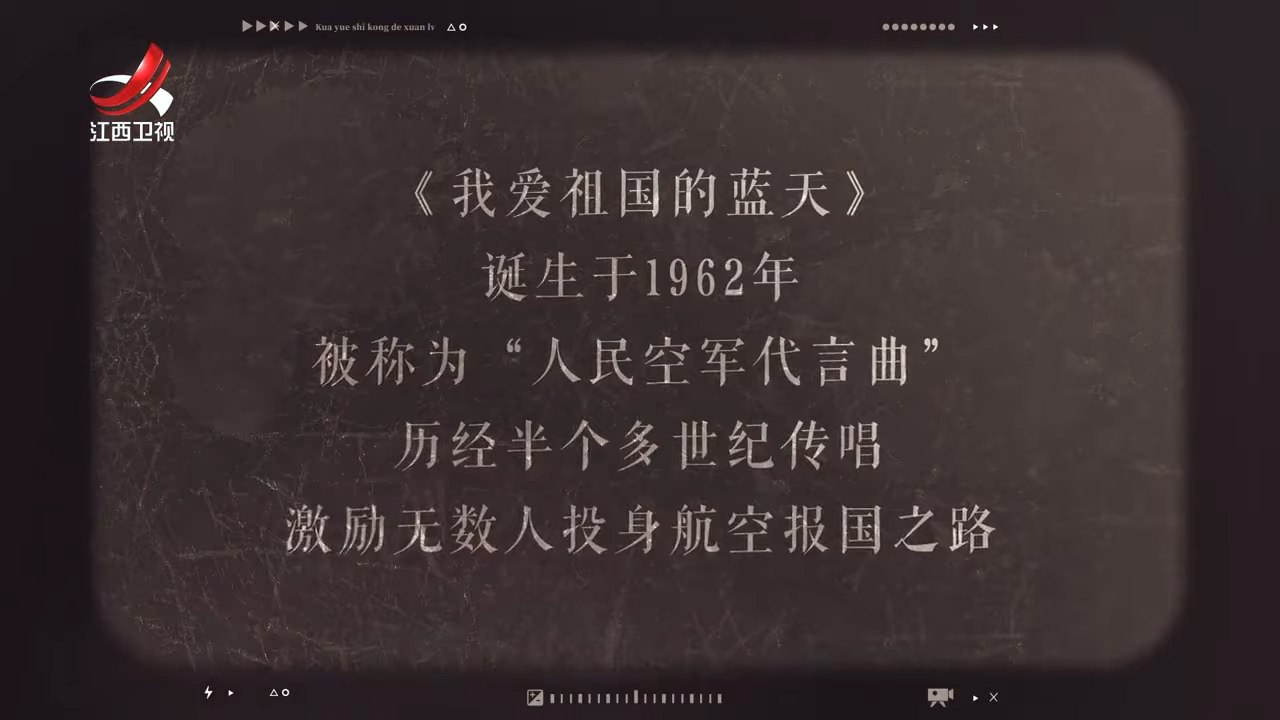 Kua yue shi kong de xuan lv
江西卫视
《我爱祖国的蓝天》
诞生于1962年
被称为“人民空军代言曲”
历经半个多世纪传唱
激励无数人投身航空报国之路